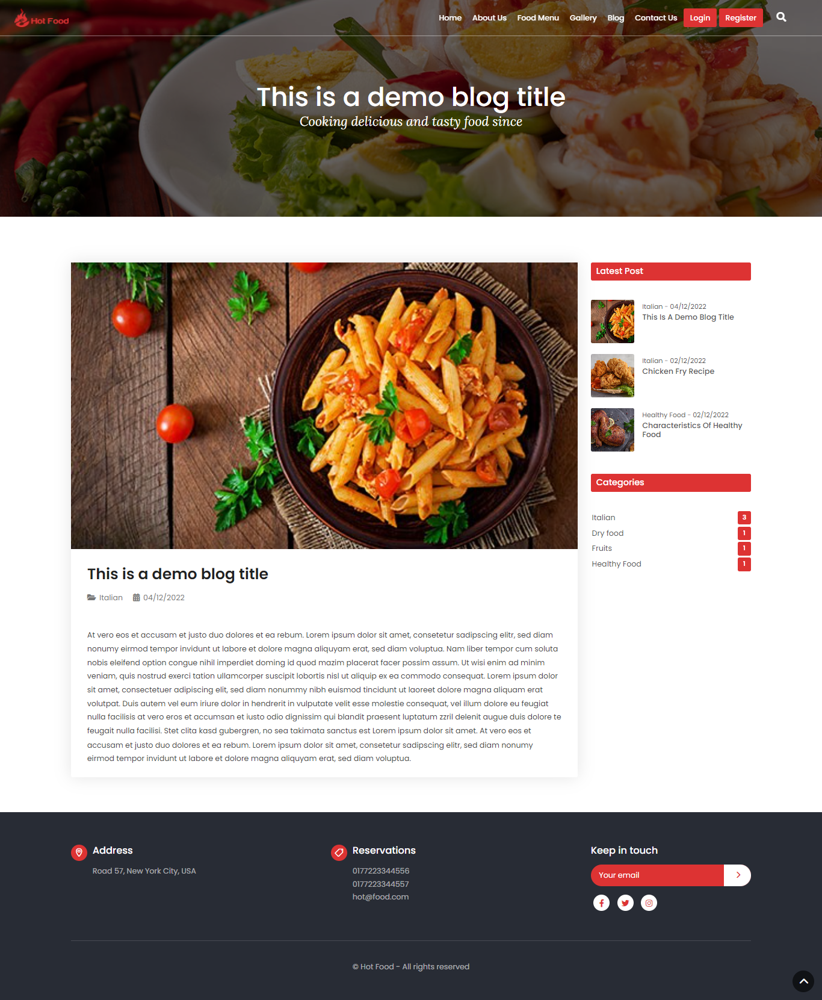 Hot Food
Home About Us Food Menu Gallery Blog Contact Us Login Register
This is a demo blog title
Cooking delicious and tasty food since
Latest Post
Italian - 04/12/2022
This Is A Demo Blog Title
Italian - 02/12/2022
Chicken Fry Recipe
Healthy Food - 02/12/2022
Characteristics Of Healthy
Food
Categories
Italian 3
Dry food 1
Fruits 1
Healthy Food 1
This is a demo blog title
Italian 04/12/2022
At vero eos et accusam et justo duo dolores et ea rebum. Lorem ipsum dolor sit amet, consetetur sadipscing elitr, sed diam
nonumy eirmod tempor invidunt ut labore et dolore magna aliquyam erat, sed diam voluptua. Nam liber tempor cum soluta
nobis eleifend option congue nihil imperdiet doming id quod mazim placerat facer possim assum. Ut wisi enim ad minim
veniam, quis nostrud exerci tation ullamcorper suscipit lobortis nisl ut aliquip ex ea commodo consequat. Lorem ipsum dolor
sit amet, consectetuer adipiscing elit, sed diam nonummy nibh euismod tincidunt ut laoreet dolore magna aliquam erat
volutpat. Duis autem vel eum iriure dolor in hendrerit in vulputate velit esse molestie consequat, vel illum dolore eu feugiat
nulla facilisis at vero eros et accumsan et iusto odio dignissim qui blandit praesent luptatum zzril delenit augue duis dolore te
feugait nulla facilisi. Stet clita kasd gubergren, no sea takimata sanctus est Lorem ipsum dolor sit amet. At vero eos et
accusam et justo duo dolores et ea rebum. Lorem ipsum dolor sit amet, consetetur sadipscing elitr, sed diam nonumy
eirmod tempor invidunt ut labore et dolore magna aliquyam erat, sed diam voluptua.
Address
Road 57, New York City, USA
Reservations
0177223344556
0177223344557
hot@food.com
Keep in touch
Your email
© Hot Food - All rights reserved